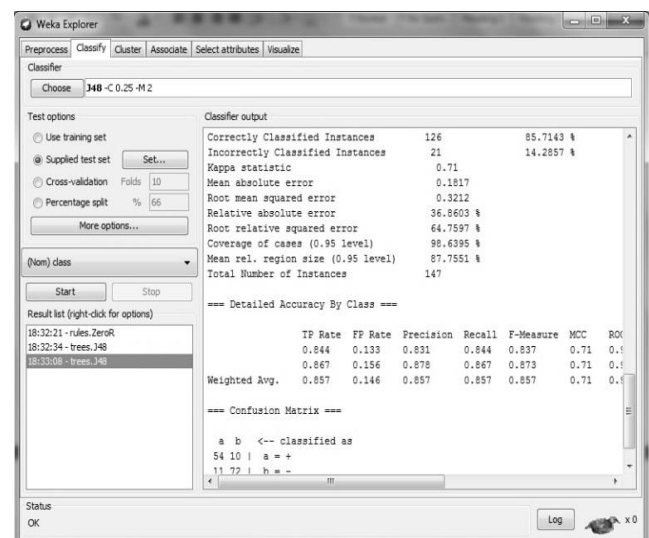 Weka Explorer
Preprocess Classify Cluster Associate Select attributes Visualize
Classifier
Choose J48 -C 0.25 -M 2
Test options
Use training set
Supplied test set Set...
Cross-validation Folds 10
Percentage split % 66
More options...
(Nom) class
Start Stop
Result list (right-click for options)
18:32:21 - rules.ZeroR
18:32:34 - trees.J48
18:33:08 - trees.J48
Classifier output
Correctly Classified Instances 126 85.7143 %
Incorrectly Classified Instances 21 14.2857 %
Kappa statistic 0.71
Mean absolute error 0.1817
Root mean squared error 0.3212
Relative absolute error 36.8603 %
Root relative squared error 64.7597 %
Coverage of cases (0.95 level) 98.6395 %
Mean rel. region size (0.95 level) 87.7551 %
Total Number of Instances 147
=== Detailed Accuracy By Class ===
TP Rate FP Rate Precision Recall F-Measure MCC ROC
0.844 0.133 0.831 0.844 0.837 0.71 0.9
0.867 0.156 0.878 0.867 0.873 0.71 0.9
Weighted Avg. 0.857 0.146 0.857 0.857 0.857 0.71 0.9
=== Confusion Matrix ===
a b <-- classified as
54 10 | a = +
11 72 | b = -
Status
OK
Log x 0